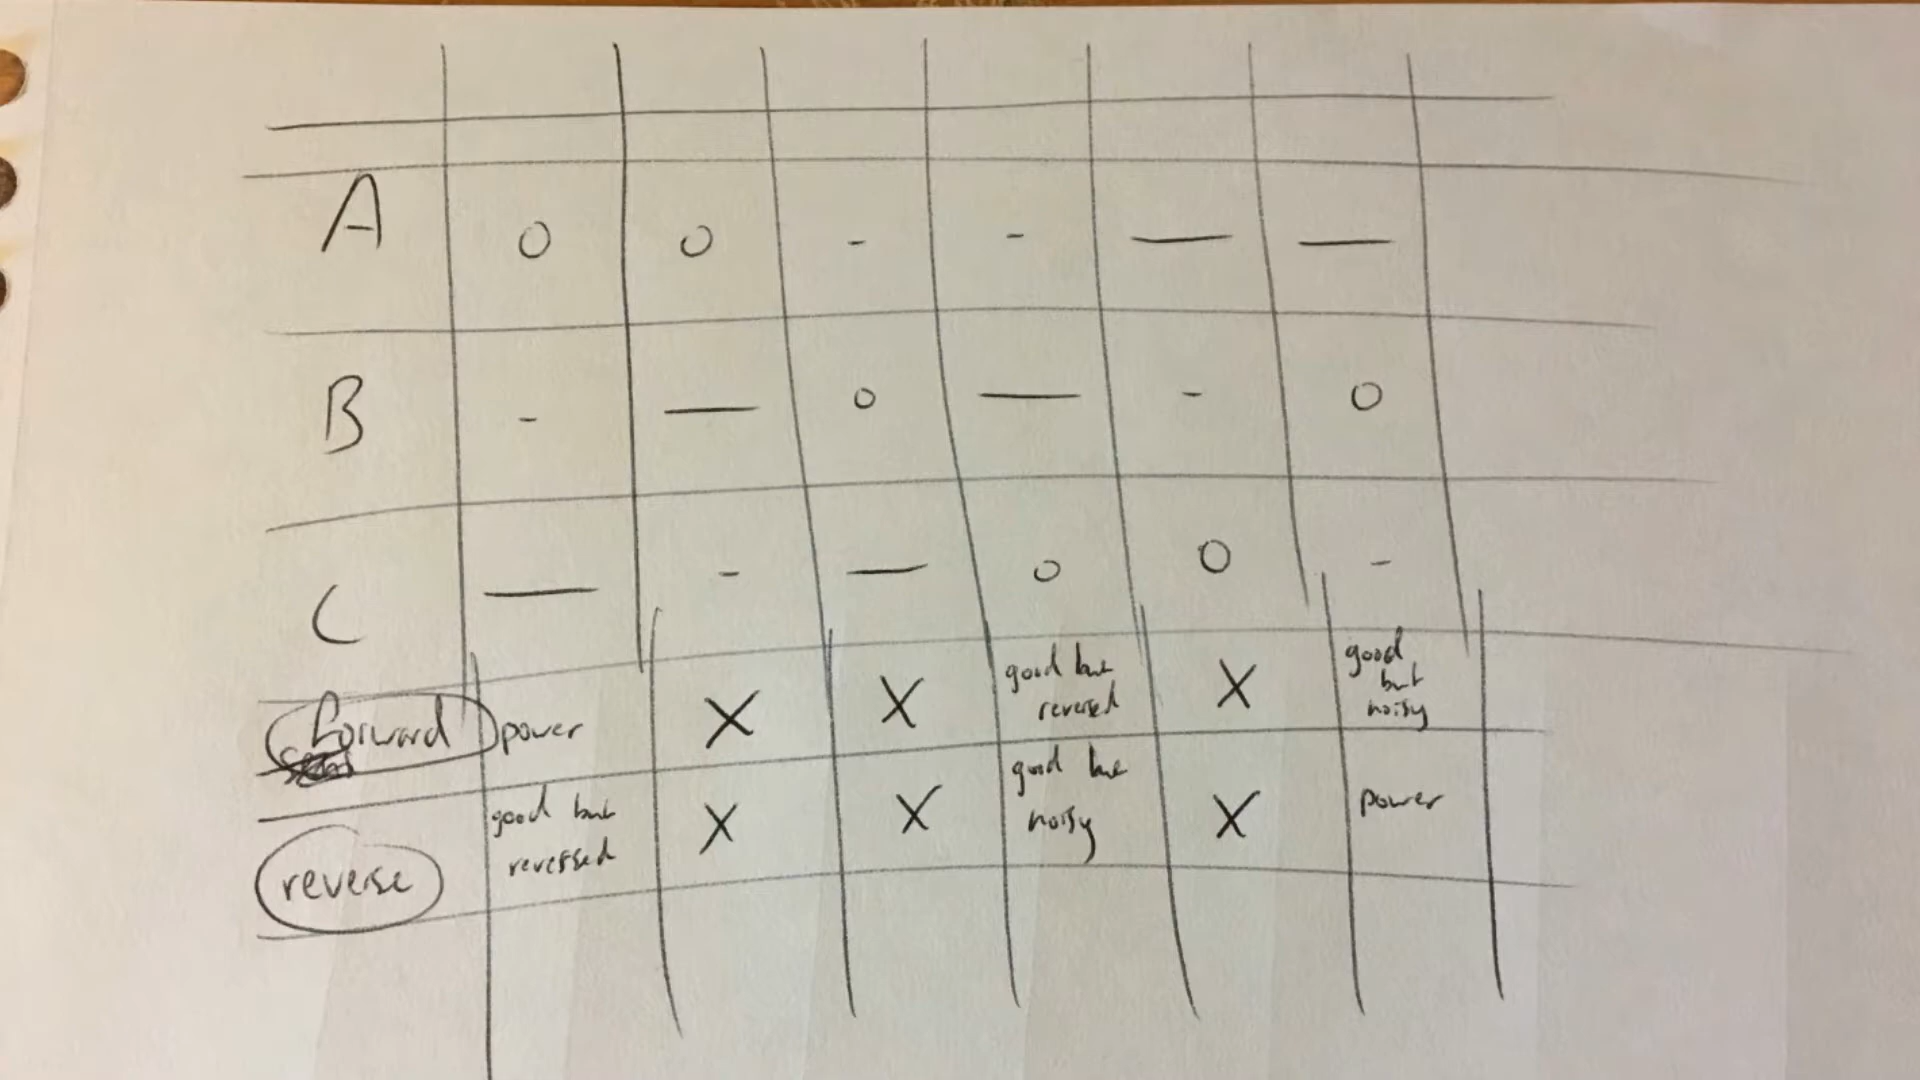 A O O - - — —
B - — O — - O
C — - — O O -
forward power X X good but reversed X good but noisy
reverse good but reversed X X good but noisy X power